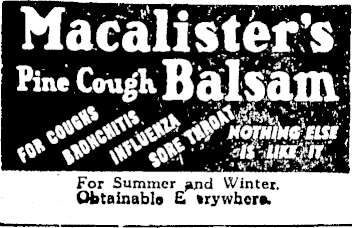 Macalister's
Pine Cough Balsam
FOR COUGHS
BRONCHITIS
INFLUENZA
SORE THROAT
NOTHING ELSE
IS LIKE IT
For Summer and Winter.
Obtainable E erywhere.